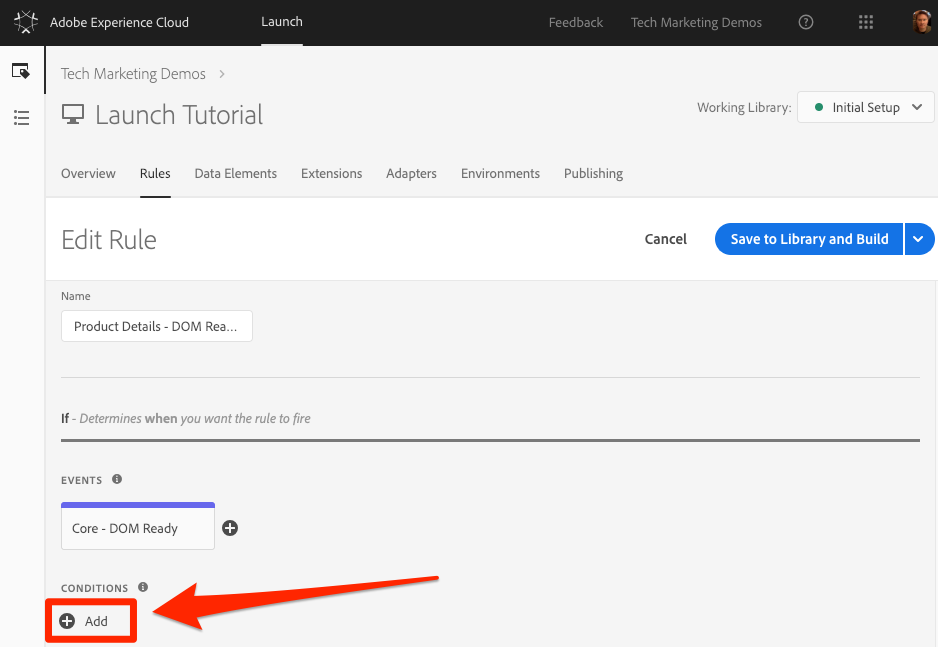 Adobe Experience Cloud Launch Feedback Tech Marketing Demos ?
Tech Marketing Demos >
Launch Tutorial
Working Library: Initial Setup
Overview Rules Data Elements Extensions Adapters Environments Publishing
Edit Rule
Cancel Save to Library and Build
Name
Product Details - DOM Rea...
If - Determines when you want the rule to fire
EVENTS
Core - DOM Ready
CONDITIONS
Add